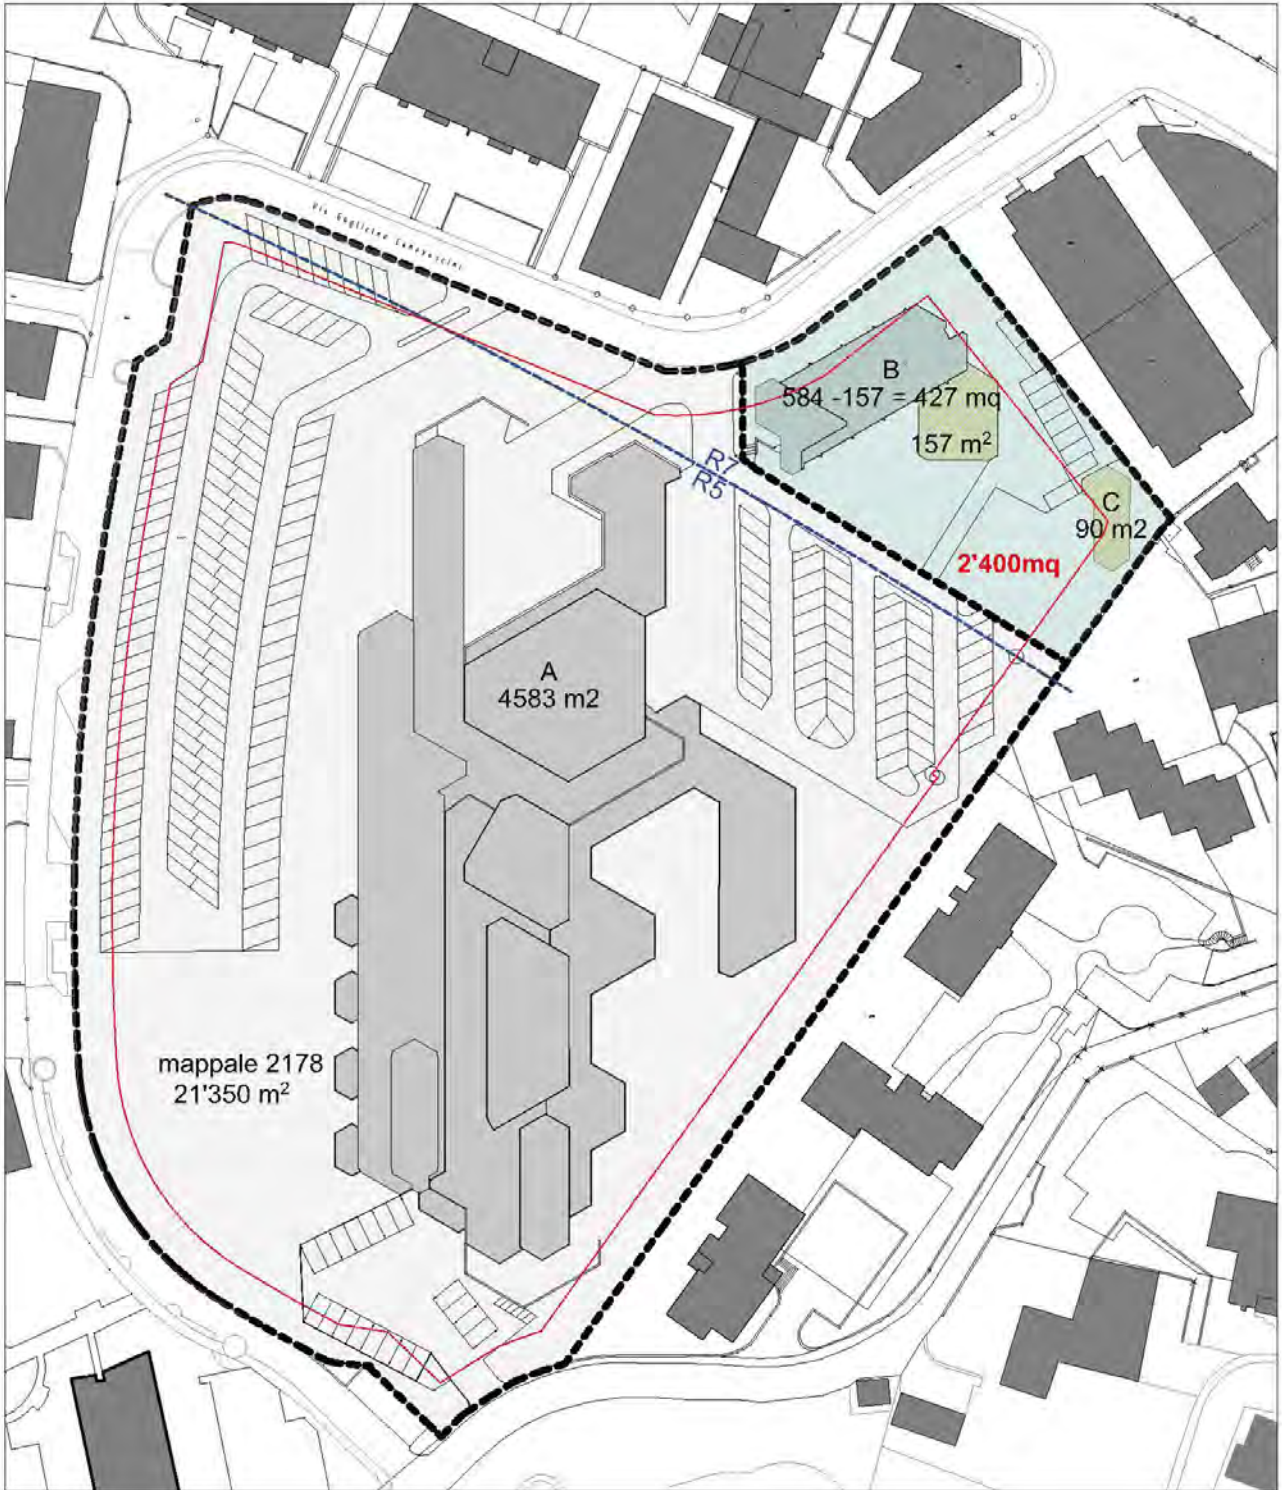 B
584 -157 = 427 mq
157 m²
R7
R5
C
90 m2
2'400mq
A
4583 m2
mappale 2178
21'350 m²